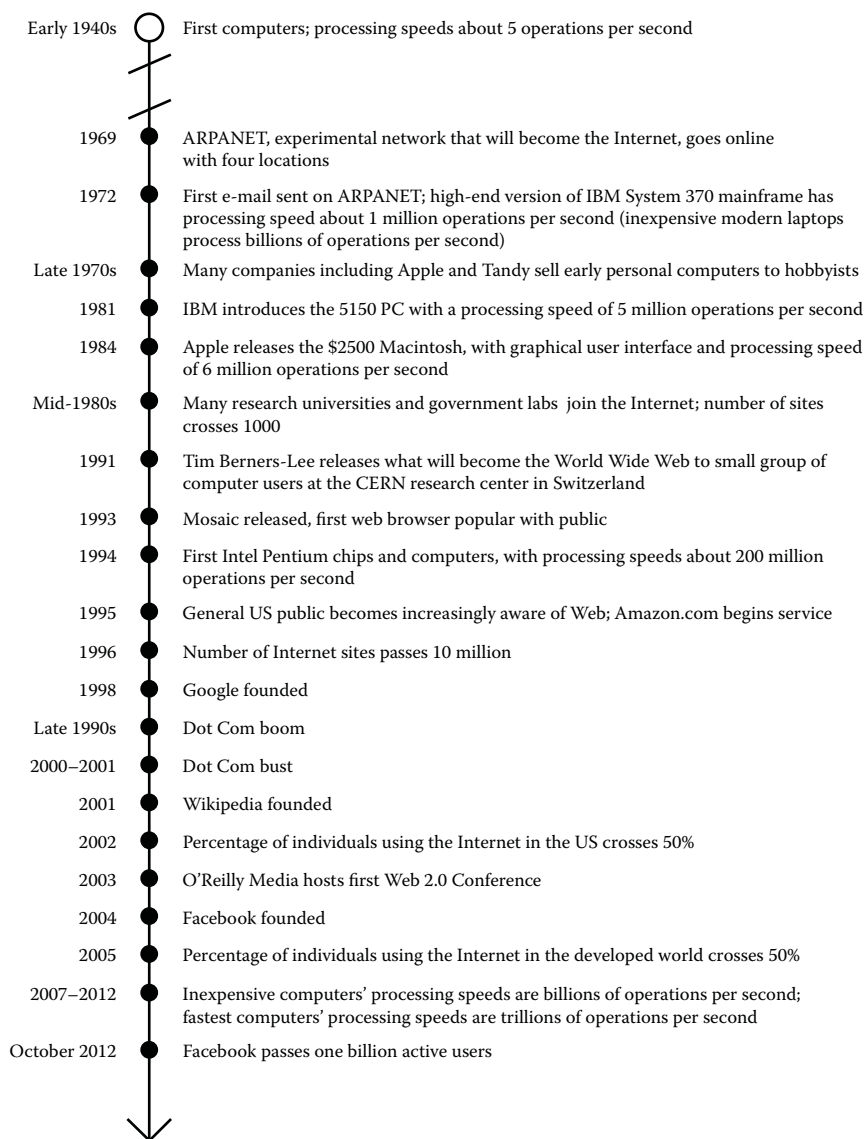 Early 1940s First computers; processing speeds about 5 operations per second
1969 ARPANET, experimental network that will become the Internet, goes online
with four locations
1972 First e-mail sent on ARPANET; high-end version of IBM System 370 mainframe has
processing speed about 1 million operations per second (inexpensive modern laptops
process billions of operations per second)
Late 1970s Many companies including Apple and Tandy sell early personal computers to hobbyists
1981 IBM introduces the 5150 PC with a processing speed of 5 million operations per second
1984 Apple releases the $2500 Macintosh, with graphical user interface and processing speed
of 6 million operations per second
Mid-1980s Many research universities and government labs join the Internet; number of sites
crosses 1000
1991 Tim Berners-Lee releases what will become the World Wide Web to small group of
computer users at the CERN research center in Switzerland
1993 Mosaic released, first web browser popular with public
1994 First Intel Pentium chips and computers, with processing speeds about 200 million
operations per second
1995 General US public becomes increasingly aware of Web; Amazon.com begins service
1996 Number of Internet sites passes 10 million
1998 Google founded
Late 1990s Dot Com boom
2000–2001 Dot Com bust
2001 Wikipedia founded
2002 Percentage of individuals using the Internet in the US crosses 50%
2003 O’Reilly Media hosts first Web 2.0 Conference
2004 Facebook founded
2005 Percentage of individuals using the Internet in the developed world crosses 50%
2007–2012 Inexpensive computers’ processing speeds are billions of operations per second;
fastest computers’ processing speeds are trillions of operations per second
October 2012 Facebook passes one billion active users